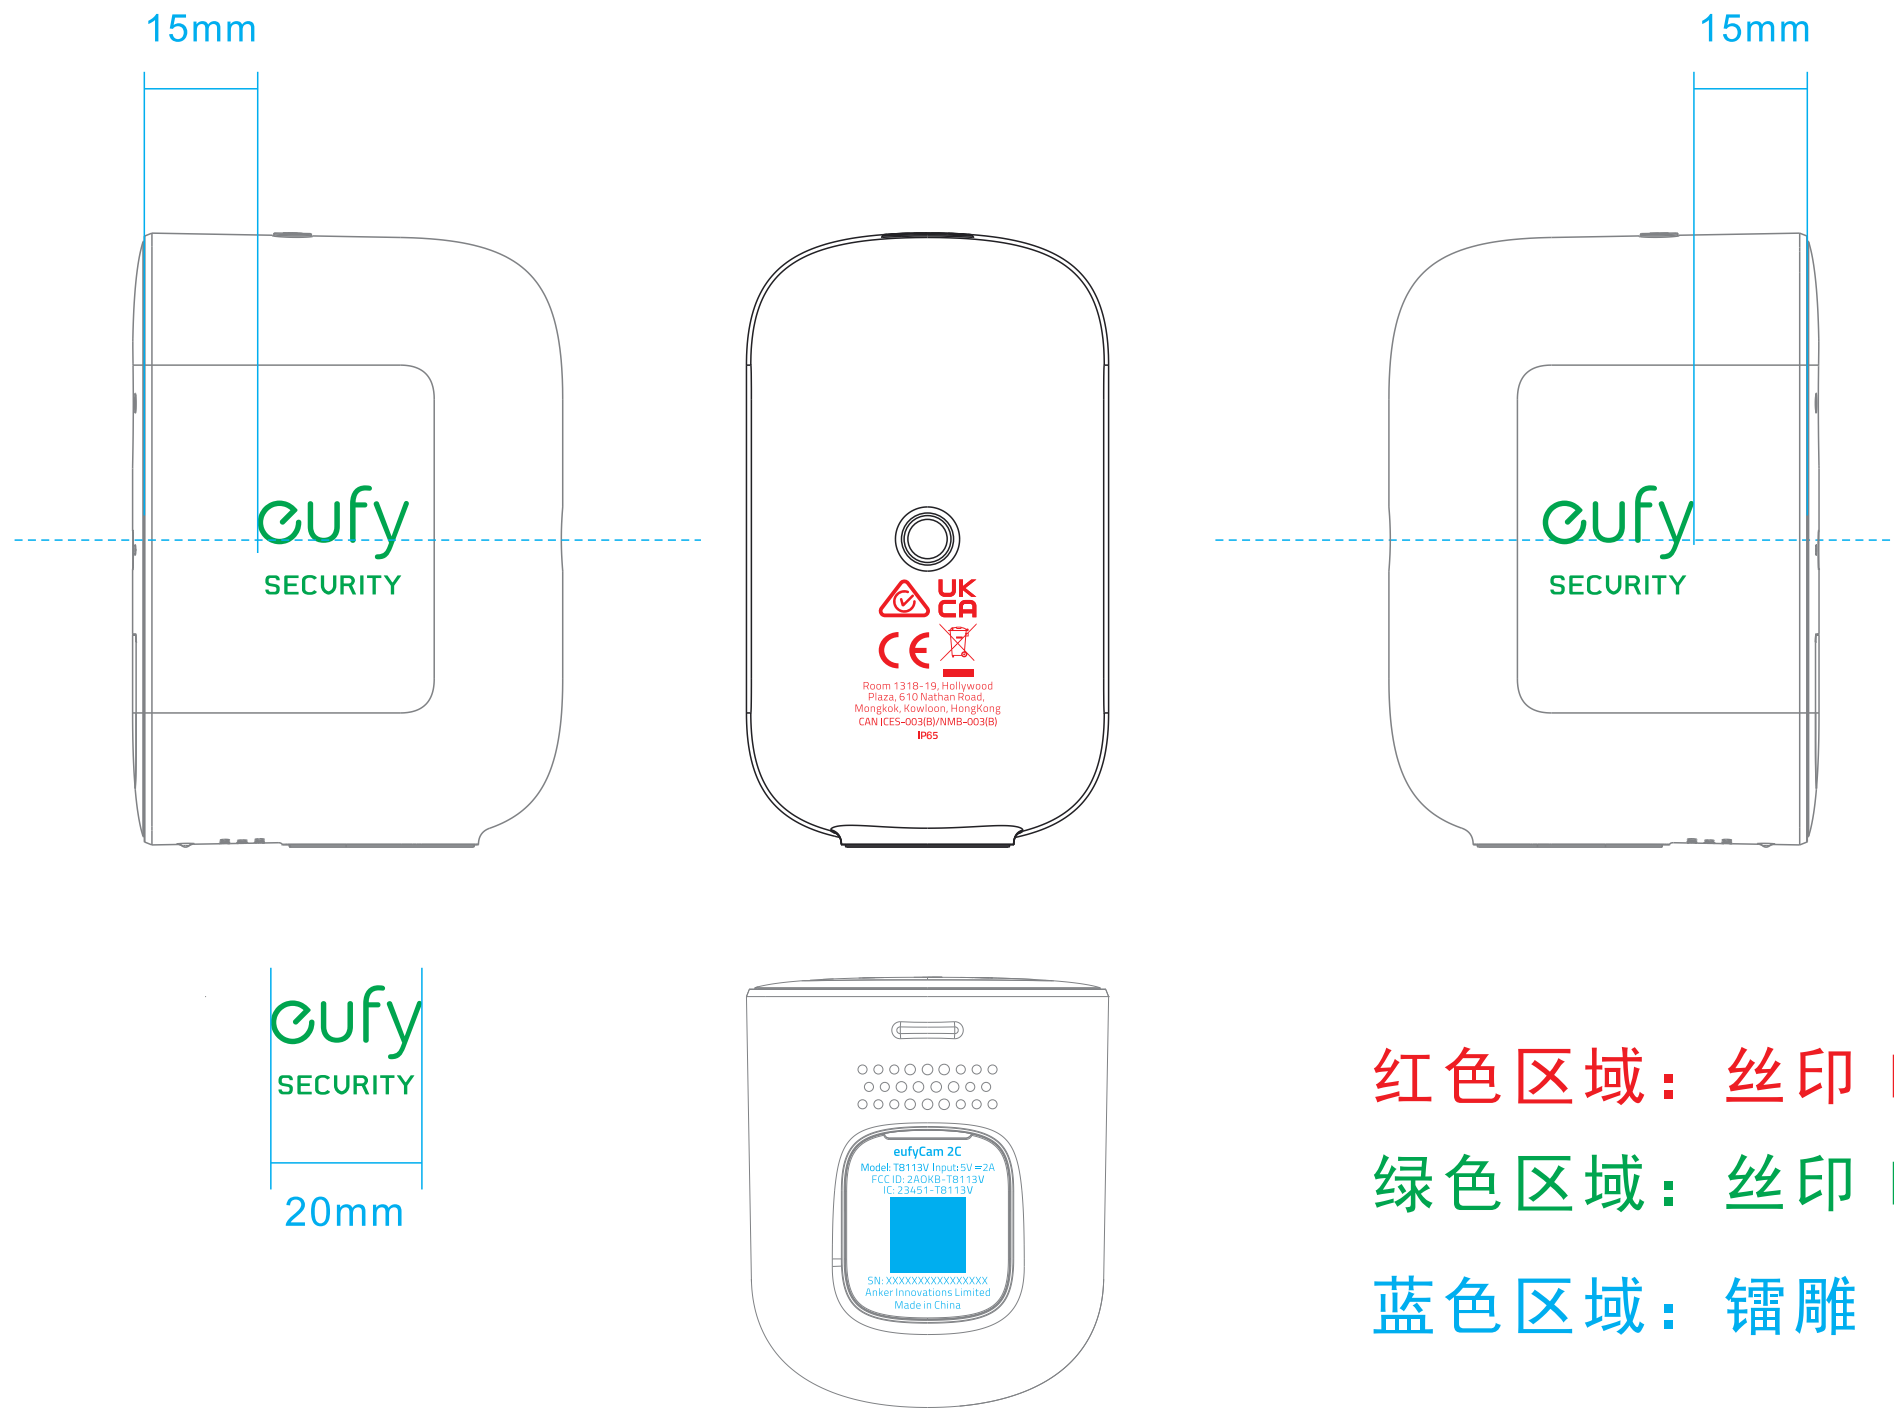 15mm
15mm
eufy
SECURITY
eufy
SECURITY
UK
CA
CE
Room 1318-19, Hollywood
Plaza, 610 Nathan Road,
Mongkok, Kowloon, HongKong
CAN ICES-003(B)/NMB-003(B)
IP65
eufy
SECURITY
20mm
eufyCam 2C
Model: T8113V Input: 5V⎓2A
FCC ID: 2AOKB-T8113V
IC: 23451-T8113V
SN: XXXXXXXXXXXXXXXX
Anker Innovations Limited
Made in China
红色区域：丝印
绿色区域：丝印
蓝色区域：镭雕